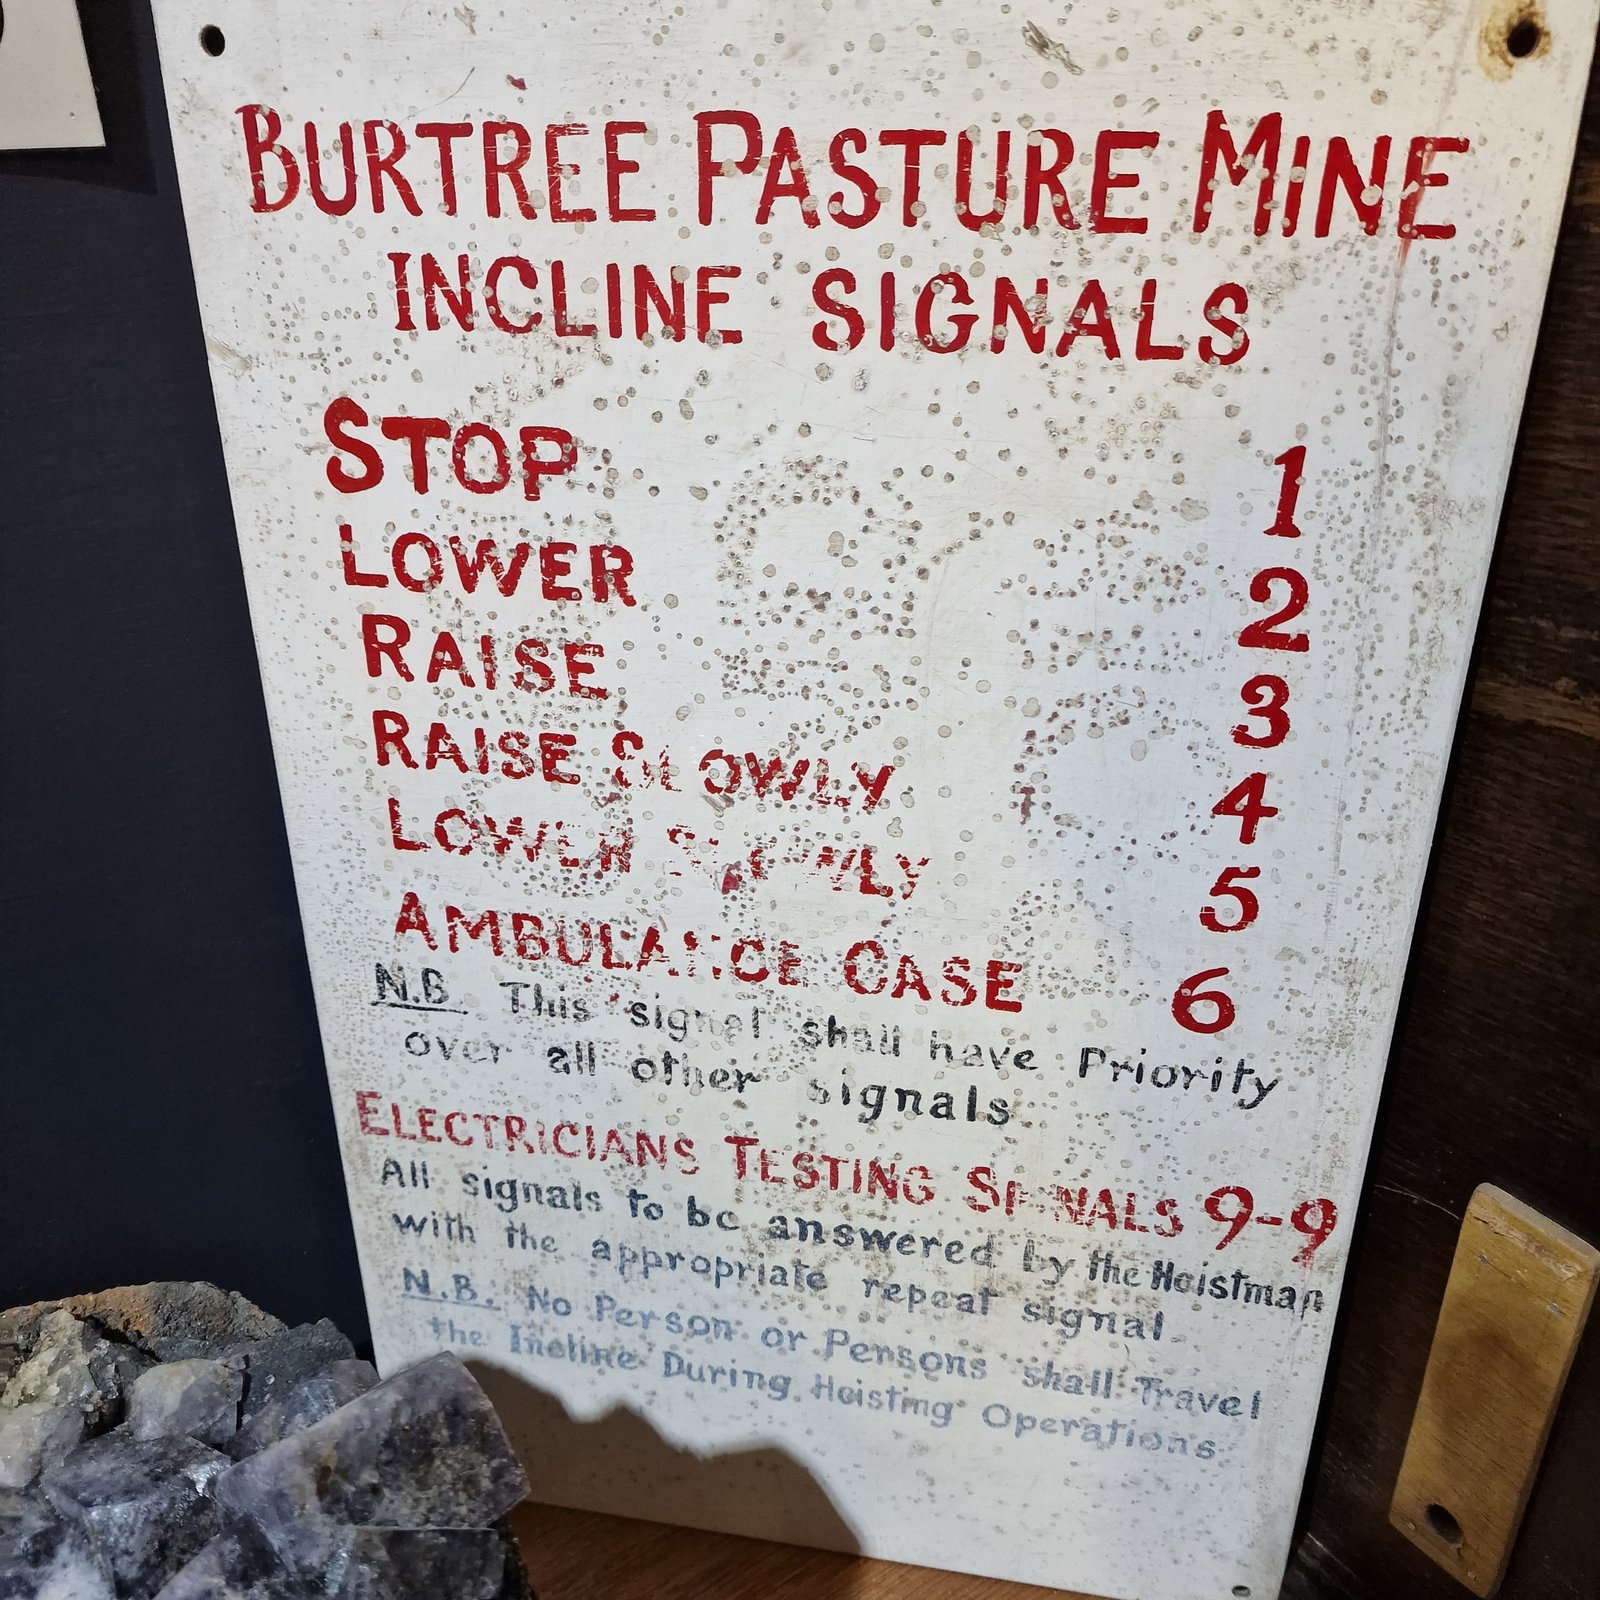 BURTREE PASTURE MINE
INCLINE SIGNALS
STOP 1
LOWER 2
RAISE 3
RAISE SLOWLY 4
LOWER SLOWLY 5
AMBULANCE CASE 6
N.B. This signal shall have Priority
over all other signals.
ELECTRICIANS TESTING SIGNALS 9-9
All signals to be answered by the Hoistman
with the appropriate repeat signal.
N.B. No Person or Persons shall Travel
the Incline During Hoisting Operations.